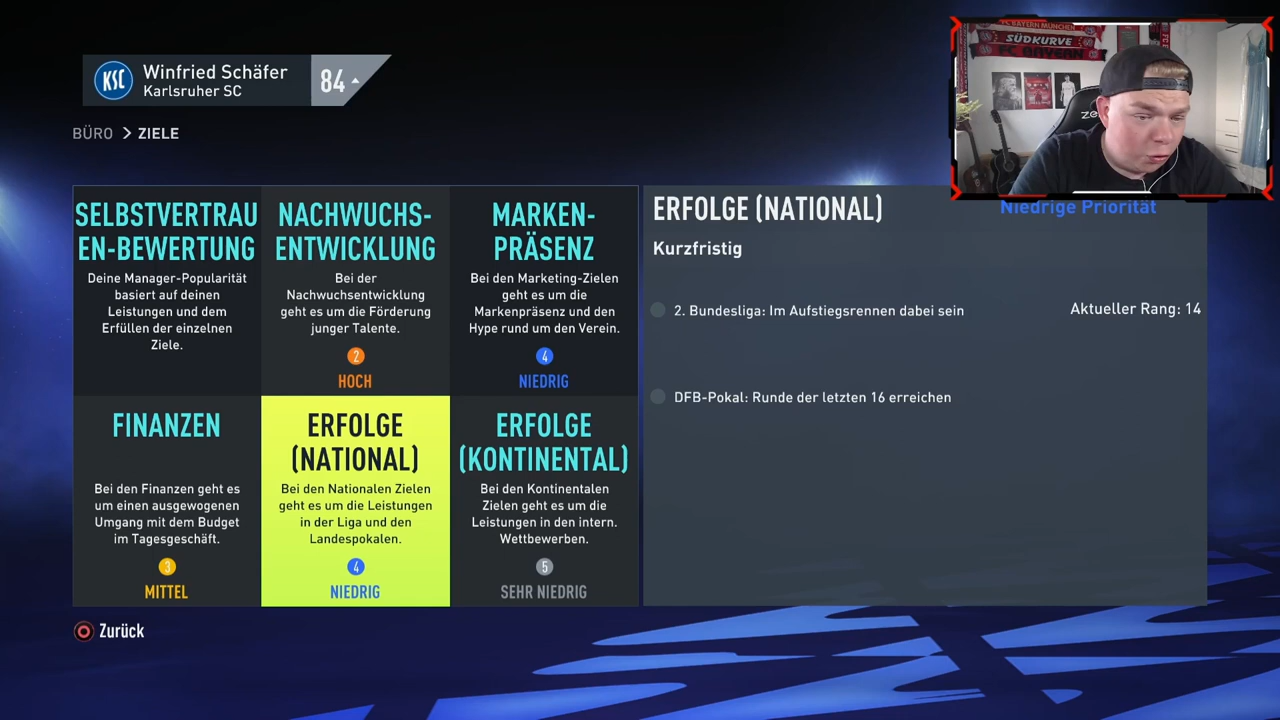 KSC
Winfried Schäfer
Karlsruher SC
84
BÜRO > ZIELE
FC BAYERN MÜNCHEN
SÜDKURVE
FC BAYERN
SELBSTVERTRAU
EN-BEWERTUNG
Deine Manager-Popularität
basiert auf deinen
Leistungen und dem
Erfüllen der einzelnen
Ziele.
NACHWUCHS-
ENTWICKLUNG
Bei der
Nachwuchsentwicklung
geht es um die Förderung
junger Talente.
2
HOCH
MARKEN-
PRÄSENZ
Bei den Marketing-Zielen
geht es um die
Markenpräsenz und den
Hype rund um den Verein.
4
NIEDRIG
FINANZEN
Bei den Finanzen geht es
um einen ausgewogenen
Umgang mit dem Budget
im Tagesgeschäft.
3
MITTEL
ERFOLGE
(NATIONAL)
Bei den Nationalen Zielen
geht es um die Leistungen
in der Liga und den
Landespokalen.
4
NIEDRIG
ERFOLGE
(KONTINENTAL)
Bei den Kontinentalen
Zielen geht es um die
Leistungen in den intern.
Wettbewerben.
5
SEHR NIEDRIG
ERFOLGE (NATIONAL)
Niedrige Priorität
Kurzfristig
2. Bundesliga: Im Aufstiegsrennen dabei sein
Aktueller Rang: 14
DFB-Pokal: Runde der letzten 16 erreichen
Zurück